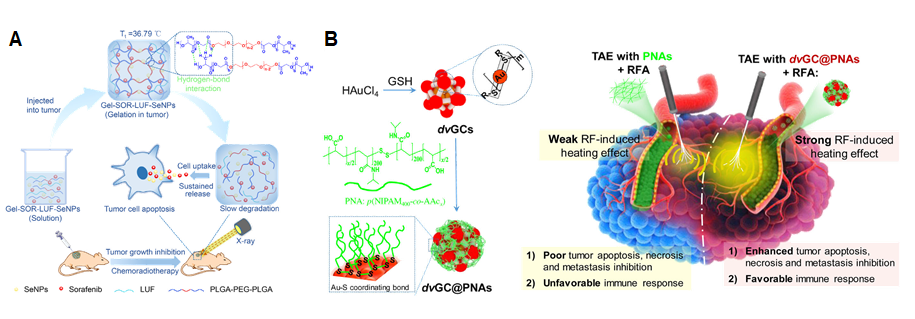 A
T₁ =36.79 ℃
Hydrogen-bond
interaction
Injected
into tumor
Gel-SOR-LUF-SeNPs
(Gelation in tumor)
Cell uptake
Sustained
release
Gel-SOR-LUF-SeNPs
(Solution)
Tumor cell apoptosis
Slow degradation
X-ray
Tumor growth inhibition
Chemoradiotherapy
SeNPs
Sorafenib
LUF
PLGA-PEG-PLGA
B
HAuCl₄
GSH
dvGCs
R-S
Au
S-R
PNA: p(NIPAM₈₀₀-co-AAcᵧ)
Au-S coordinating bond
dvGC@PNAs
TAE with PNAs
+ RFA
TAE with dvGC@PNAs
+ RFA:
Weak RF-induced
heating effect
Strong RF-induced
heating effect
1) Poor tumor apoptosis, necrosis
and metastasis inhibition
2) Unfavorable immune response
1) Enhanced tumor apoptosis,
necrosis and metastasis inhibition
2) Favorable immune response